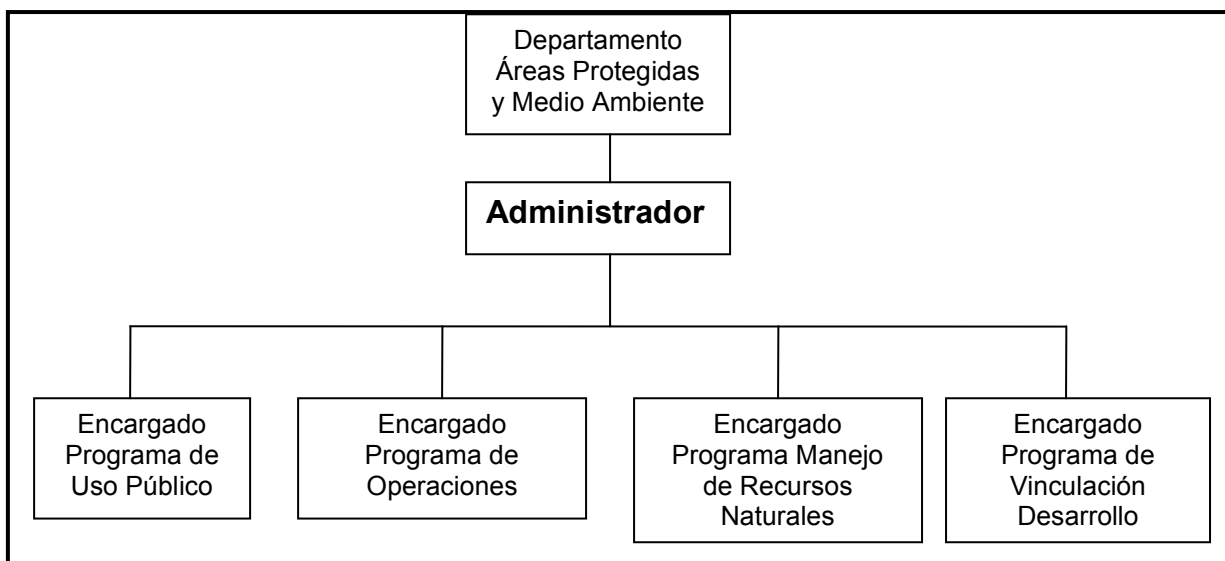 Departamento
Áreas Protegidas
y Medio Ambiente
Administrador
Encargado
Programa de
Uso Público
Encargado
Programa de
Operaciones
Encargado
Programa Manejo
de Recursos
Naturales
Encargado
Programa de
Vinculación
Desarrollo